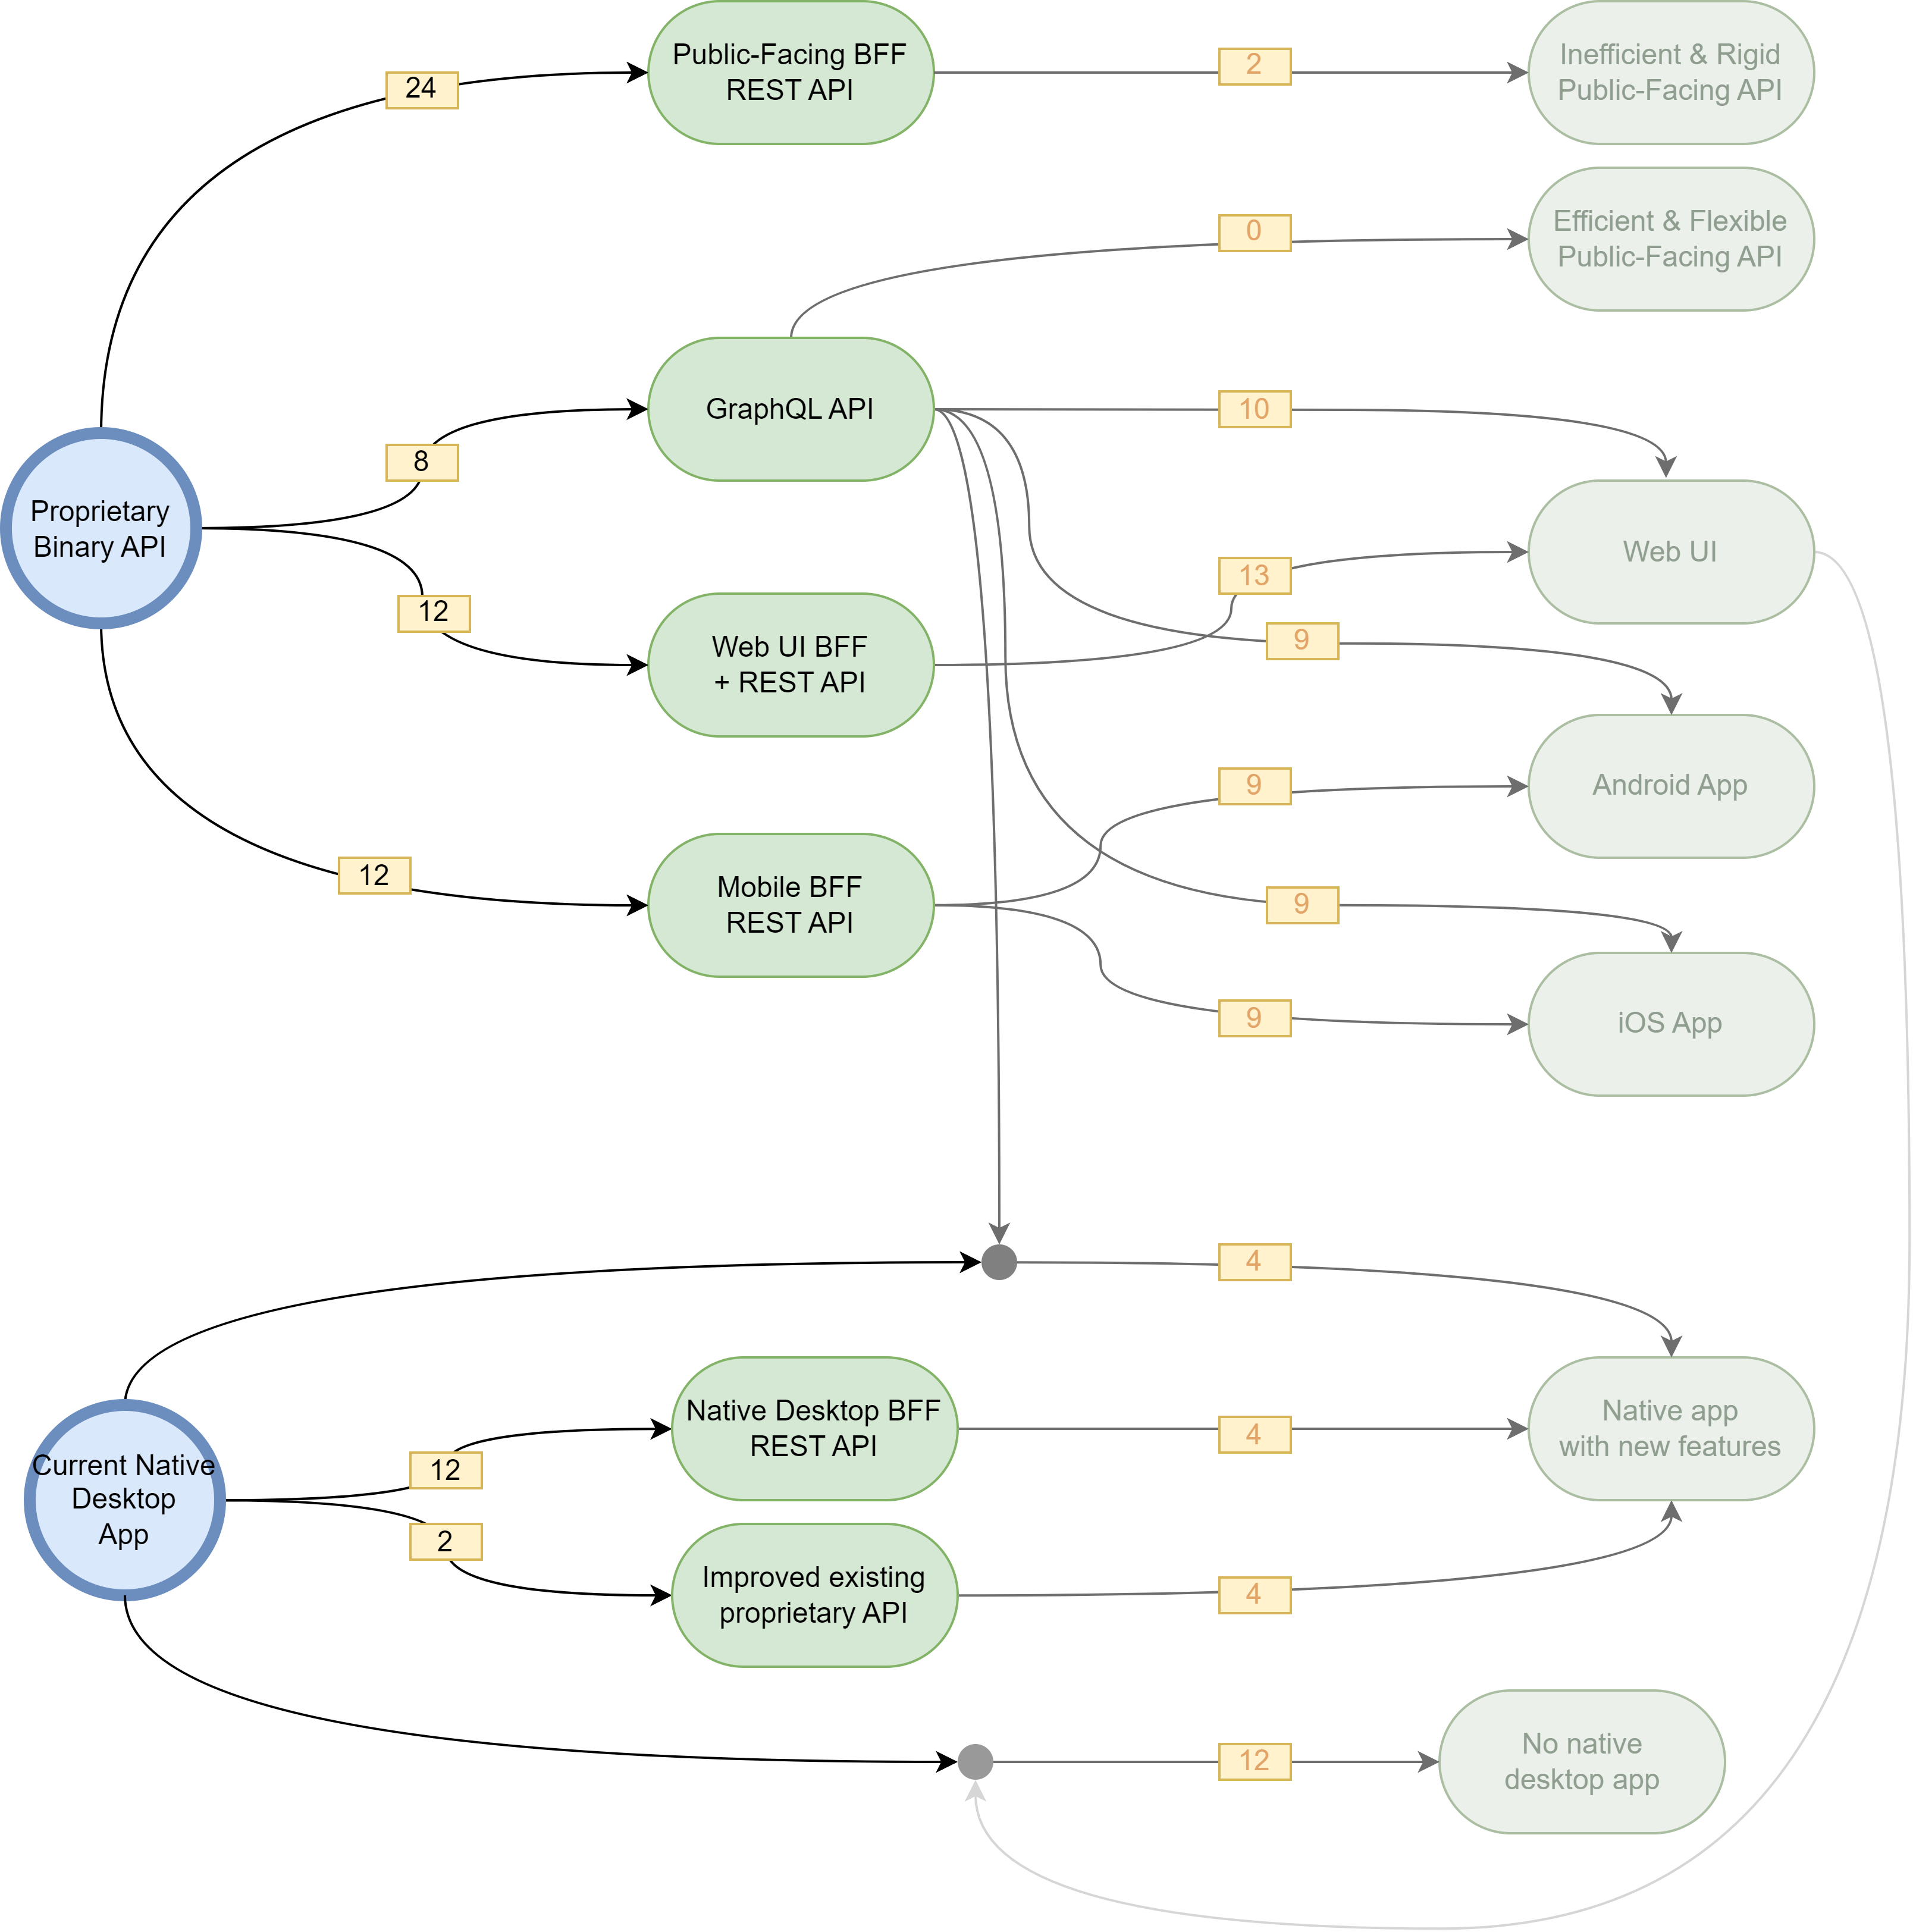 Public-Facing BFF
REST API
24
2
Inefficient & Rigid
Public-Facing API
0
Efficient & Flexible
Public-Facing API
GraphQL API
10
8
Proprietary
Binary API
13
Web UI
12
Web UI BFF
+ REST API
9
9
Android App
12
Mobile BFF
REST API
9
9
iOS App
4
Native Desktop BFF
REST API
4
Native app
with new features
12
Current Native
Desktop
App
2
Improved existing
proprietary API
4
12
No native
desktop app